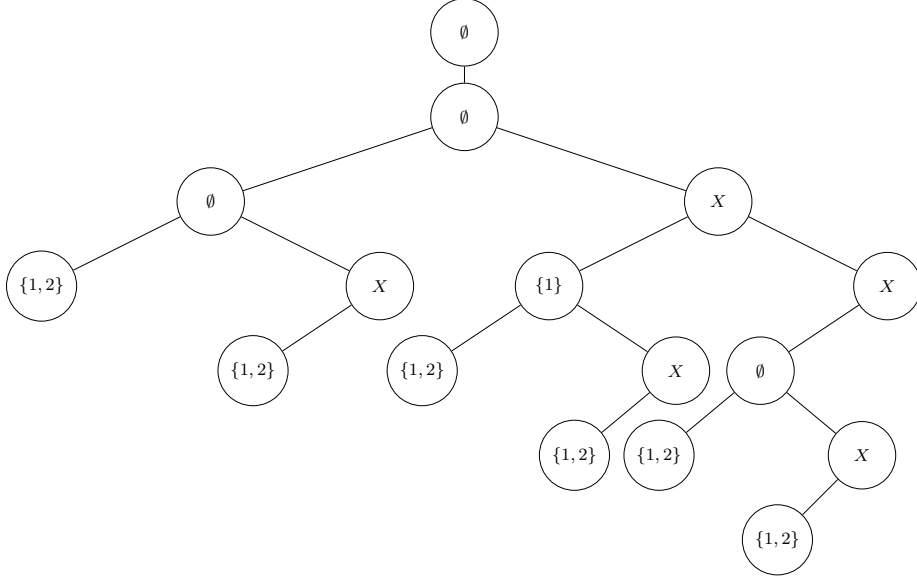 ∅
∅
∅ X
{1, 2} X {1} X
{1, 2} {1, 2} X ∅
{1, 2} {1, 2} X
{1, 2}